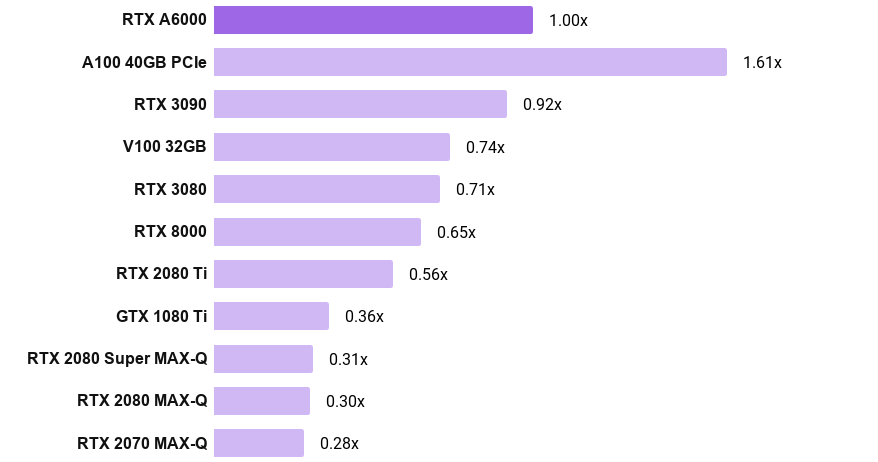 RTX A6000 1.00x
A100 40GB PCIe 1.61x
RTX 3090 0.92x
V100 32GB 0.74x
RTX 3080 0.71x
RTX 8000 0.65x
RTX 2080 Ti 0.56x
GTX 1080 Ti 0.36x
RTX 2080 Super MAX-Q 0.31x
RTX 2080 MAX-Q 0.30x
RTX 2070 MAX-Q 0.28x